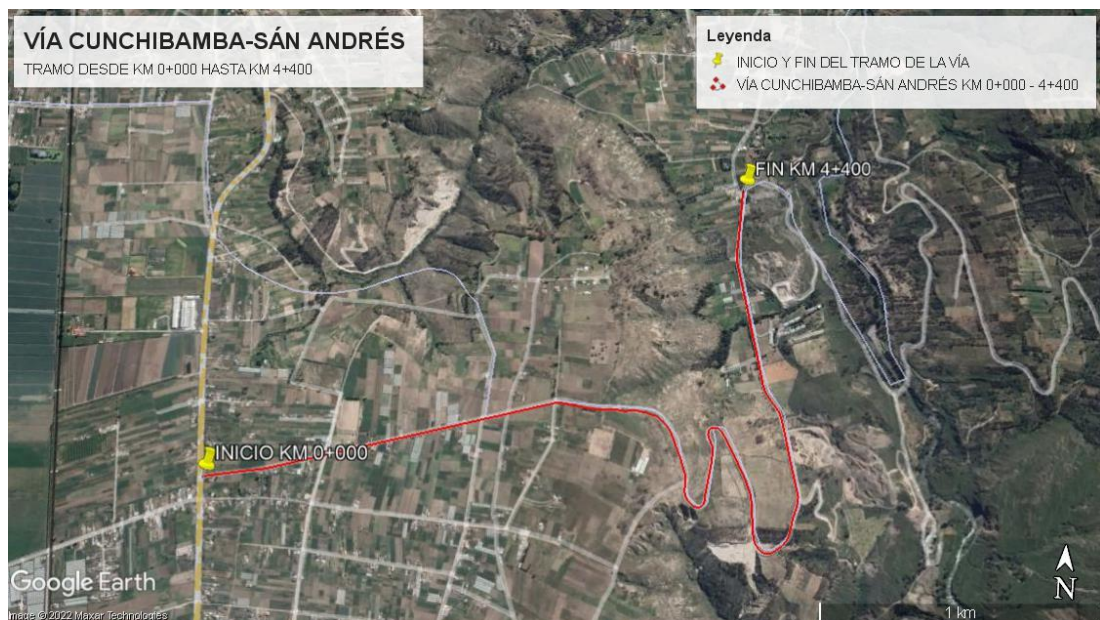 VÍA CUNCHIBAMBA-SÁN ANDRÉS
TRAMO DESDE KM 0+000 HASTA KM 4+400
Leyenda
INICIO Y FIN DEL TRAMO DE LA VÍA
VÍA CUNCHIBAMBA-SÁN ANDRÉS KM 0+000 - 4+400
FIN KM 4+400
INICIO KM 0+000
Google Earth
N
Image © 2022 Maxar Technologies
1 km